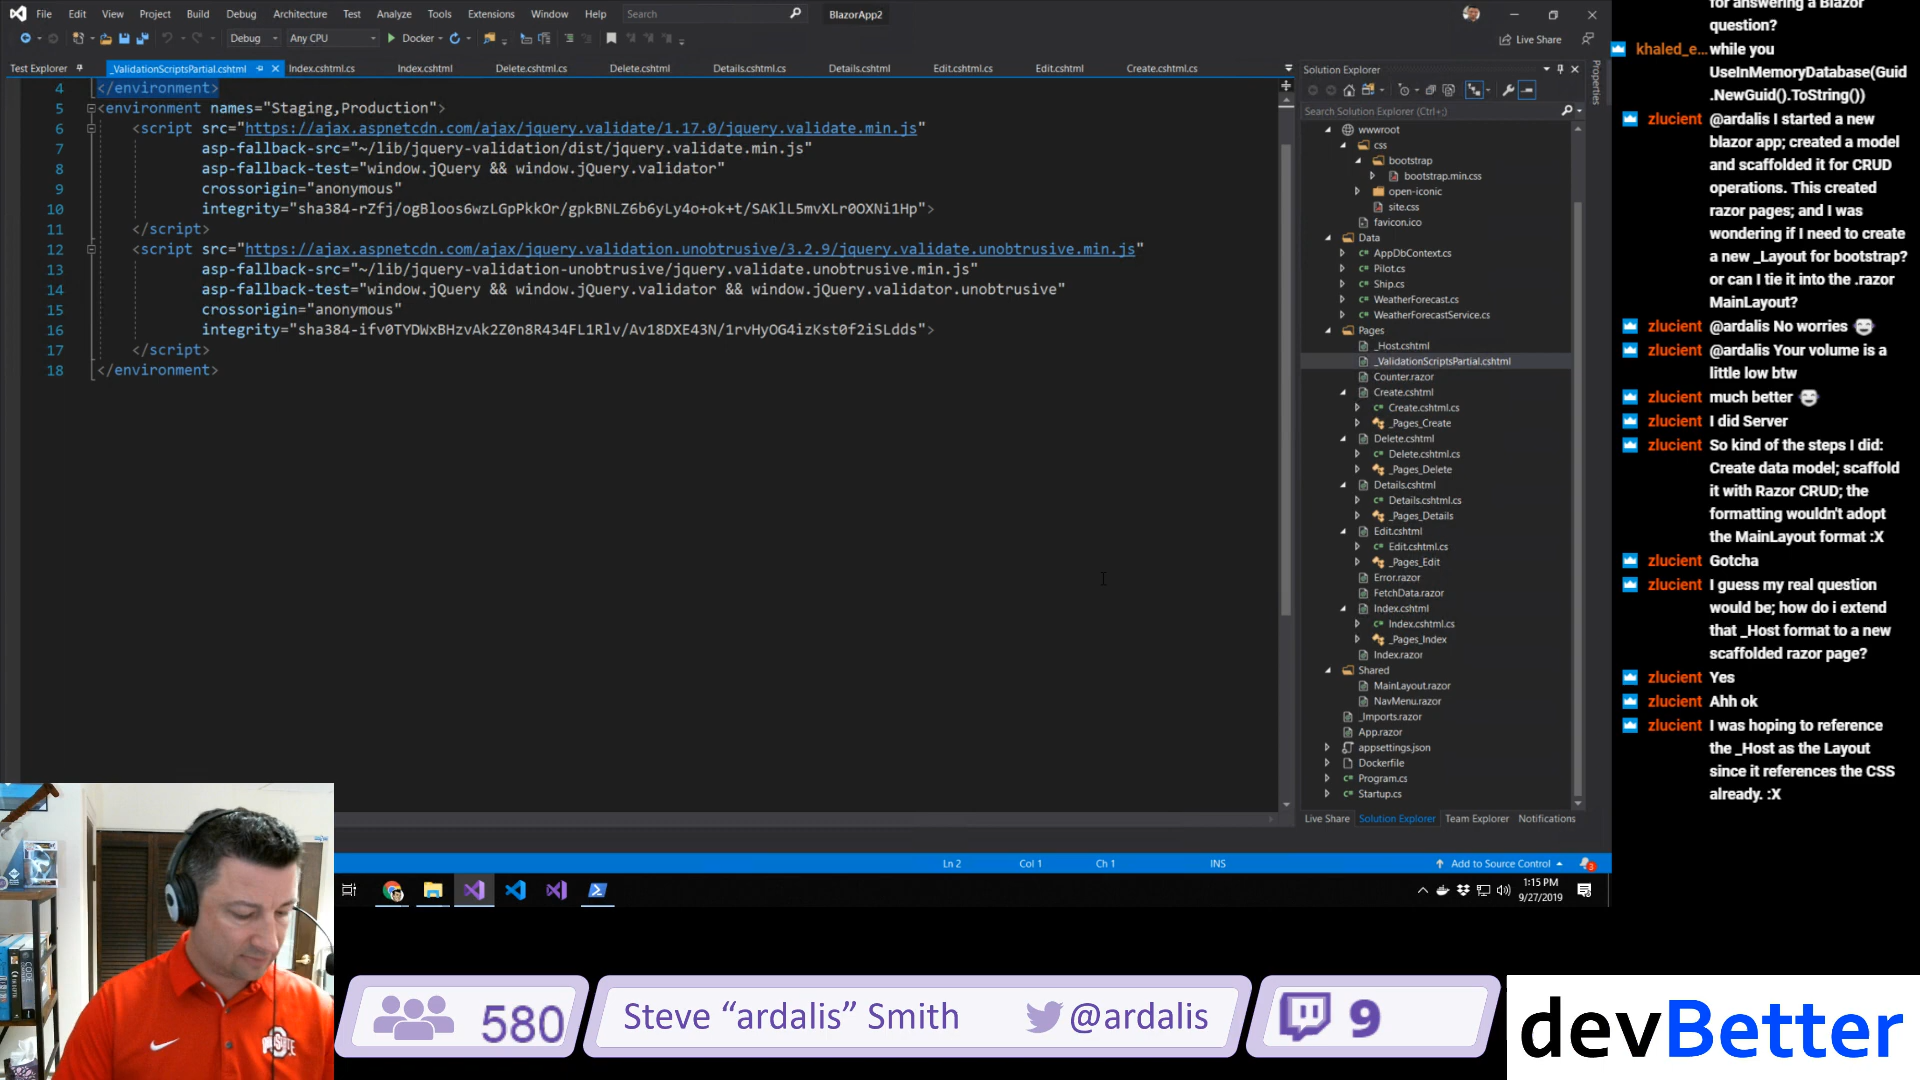 File Edit View Project Build Debug Architecture Test Analyze Tools Extensions Window Help Search BlazorApp2
Debug Any CPU Docker Live Share
Test Explorer _ValidationScriptsPartial.cshtml Index.cshtml.cs Index.cshtml Delete.cshtml.cs Delete.cshtml Details.cshtml.cs Details.cshtml Edit.cshtml.cs Edit.cshtml Create.cshtml.cs
4 </environment>
5 <environment names="Staging,Production">
6 <script src="https://ajax.aspnetcdn.com/ajax/jquery.validate/1.17.0/jquery.validate.min.js"
7 asp-fallback-src="~/lib/jquery-validation/dist/jquery.validate.min.js"
8 asp-fallback-test="window.jQuery && window.jQuery.validator"
9 crossorigin="anonymous"
10 integrity="sha384-rZfj/ogBloos6wzLGpPkkOr/gpkBNLZ6b6yLy4o+ok+t/SAKlL5mvXLr0OXNi1Hp">
11 </script>
12 <script src="https://ajax.aspnetcdn.com/ajax/jquery.validation.unobtrusive/3.2.9/jquery.validate.unobtrusive.min.js"
13 asp-fallback-src="~/lib/jquery-validation-unobtrusive/jquery.validate.unobtrusive.min.js"
14 asp-fallback-test="window.jQuery && window.jQuery.validator && window.jQuery.validator.unobtrusive"
15 crossorigin="anonymous"
16 integrity="sha384-ifv0TYDWxBHzvAk2Z0n8R434FL1Rlv/Av18DXE43N/1rvHyOG4izKst0f2iSLdds">
17 </script>
18 </environment>
Solution Explorer
Search Solution Explorer (Ctrl+;)
wwwroot
css
bootstrap
bootstrap.min.css
open-iconic
site.css
favicon.ico
Data
AppDbContext.cs
Pilot.cs
Ship.cs
WeatherForecast.cs
WeatherForecastService.cs
Pages
_Host.cshtml
_ValidationScriptsPartial.cshtml
Counter.razor
Create.cshtml
Create.cshtml.cs
_Pages_Create
Delete.cshtml
Delete.cshtml.cs
_Pages_Delete
Details.cshtml
Details.cshtml.cs
_Pages_Details
Edit.cshtml
Edit.cshtml.cs
_Pages_Edit
Error.razor
FetchData.razor
Index.cshtml
Index.cshtml.cs
_Pages_Index
Index.razor
Shared
MainLayout.razor
NavMenu.razor
_Imports.razor
App.razor
appsettings.json
Dockerfile
Program.cs
Startup.cs
Live Share Solution Explorer Team Explorer Notifications
Properties
Ln 2 Col 1 Ch 1 INS Add to Source Control 3
1:15 PM
9/27/2019
for answering a Blazor
question?
khaled_e... while you
UseInMemoryDatabase(Guid
.NewGuid().ToString())
zlucient @ardalis I started a new
blazor app; created a model
and scaffolded it for CRUD
operations. This created
razor pages; and I was
wondering if I need to create
a new _Layout for bootstrap?
or can I tie it into the .razor
MainLayout?
zlucient @ardalis No worries
zlucient @ardalis Your volume is a
little low btw
zlucient much better
zlucient I did Server
zlucient So kind of the steps I did:
Create data model; scaffold
it with Razor CRUD; the
formatting wouldn't adopt
the MainLayout format :X
zlucient Gotcha
zlucient I guess my real question
would be; how do i extend
that _Host format to a new
scaffolded razor page?
zlucient Yes
zlucient Ahh ok
zlucient I was hoping to reference
the _Host as the Layout
since it references the CSS
already. :X
580
Steve “ardalis” Smith @ardalis
9
devBetter